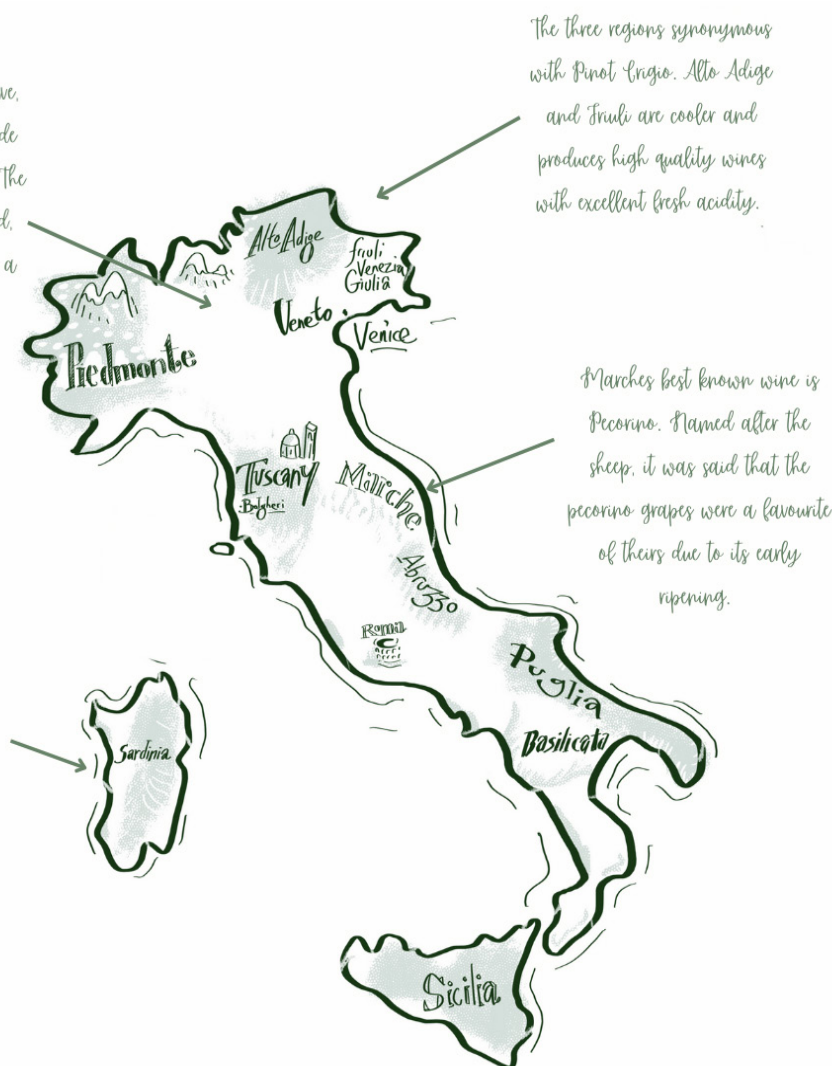 The three regions synonymous
with Pinot Grigio. Alto Adige
and Friuli are cooler and
produces high quality wines
with excellent fresh acidity.
ve,
de
The
d,
a
Alto Adige
friuli
Venezia
Giulia
Veneto
Venice
Piedmonte
Marches best known wine is
Pecorino. Named after the
sheep, it was said that the
pecorino grapes were a favourite
of theirs due to its early
ripening.
Tuscany
Bolgheri
Marche
Abruzzo
Roma
Puglia
Basilicata
Sardinia
Sicilia